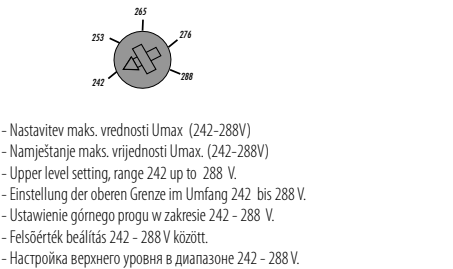 265
253
276
242
288
- Nastavitev maks. vrednosti Umax (242-288V)
- Namještanje maks. vrijednosti Umax. (242-288V)
- Upper level setting, range 242 up to 288 V.
- Einstellung der oberen Grenze im Umfang 242 bis 288 V.
- Ustawienie górnego progu w zakresie 242 - 288 V.
- Felsõérték beálítás 242 - 288 V között.
- Настройка верхнего уровня в диапазоне 242 - 288 V.